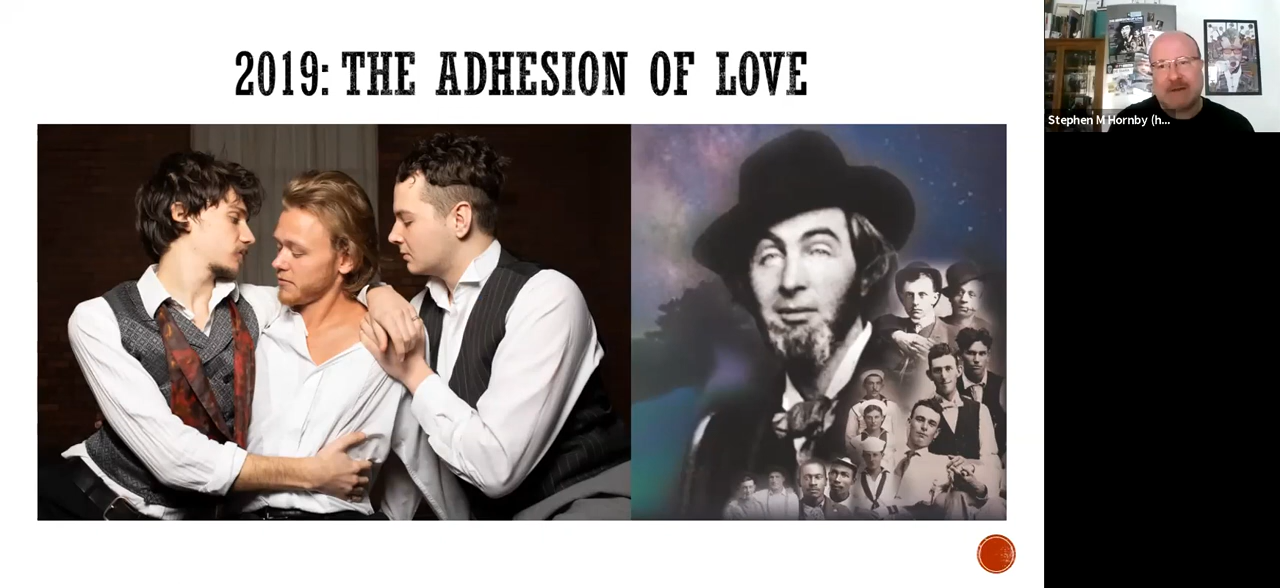 2019: THE ADHESION OF LOVE
Stephen M Hornby (h...